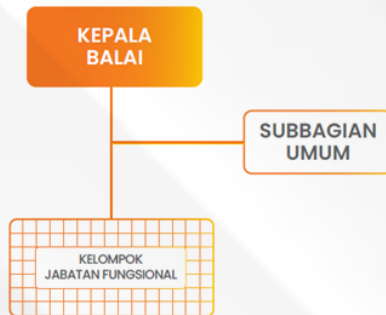 KEPALA
BALAI
SUBBAGIAN
UMUM
KELOMPOK
JABATAN FUNGSIONAL